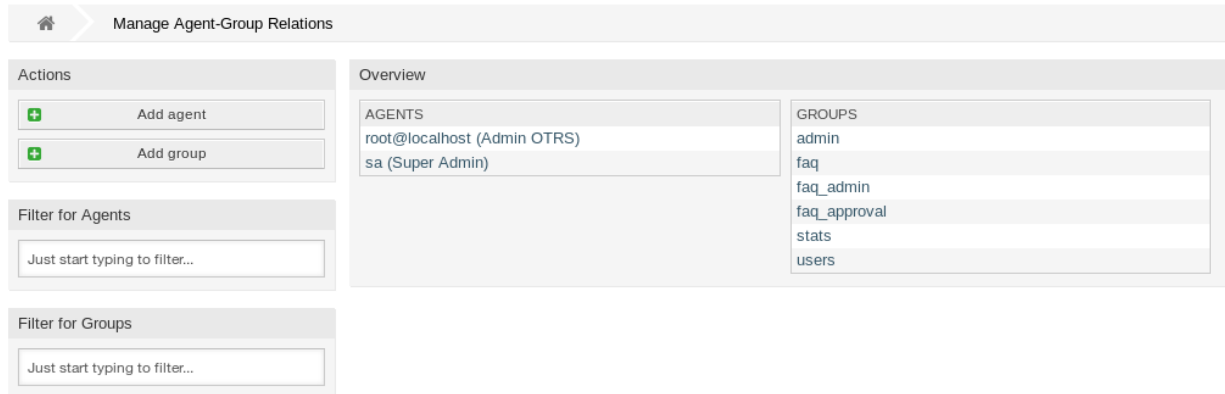 Manage Agent-Group Relations
Actions
Add agent
Add group
Filter for Agents
Just start typing to filter...
Filter for Groups
Just start typing to filter...
Overview
AGENTS
root@localhost (Admin OTRS)
sa (Super Admin)
GROUPS
admin
faq
faq_admin
faq_approval
stats
users